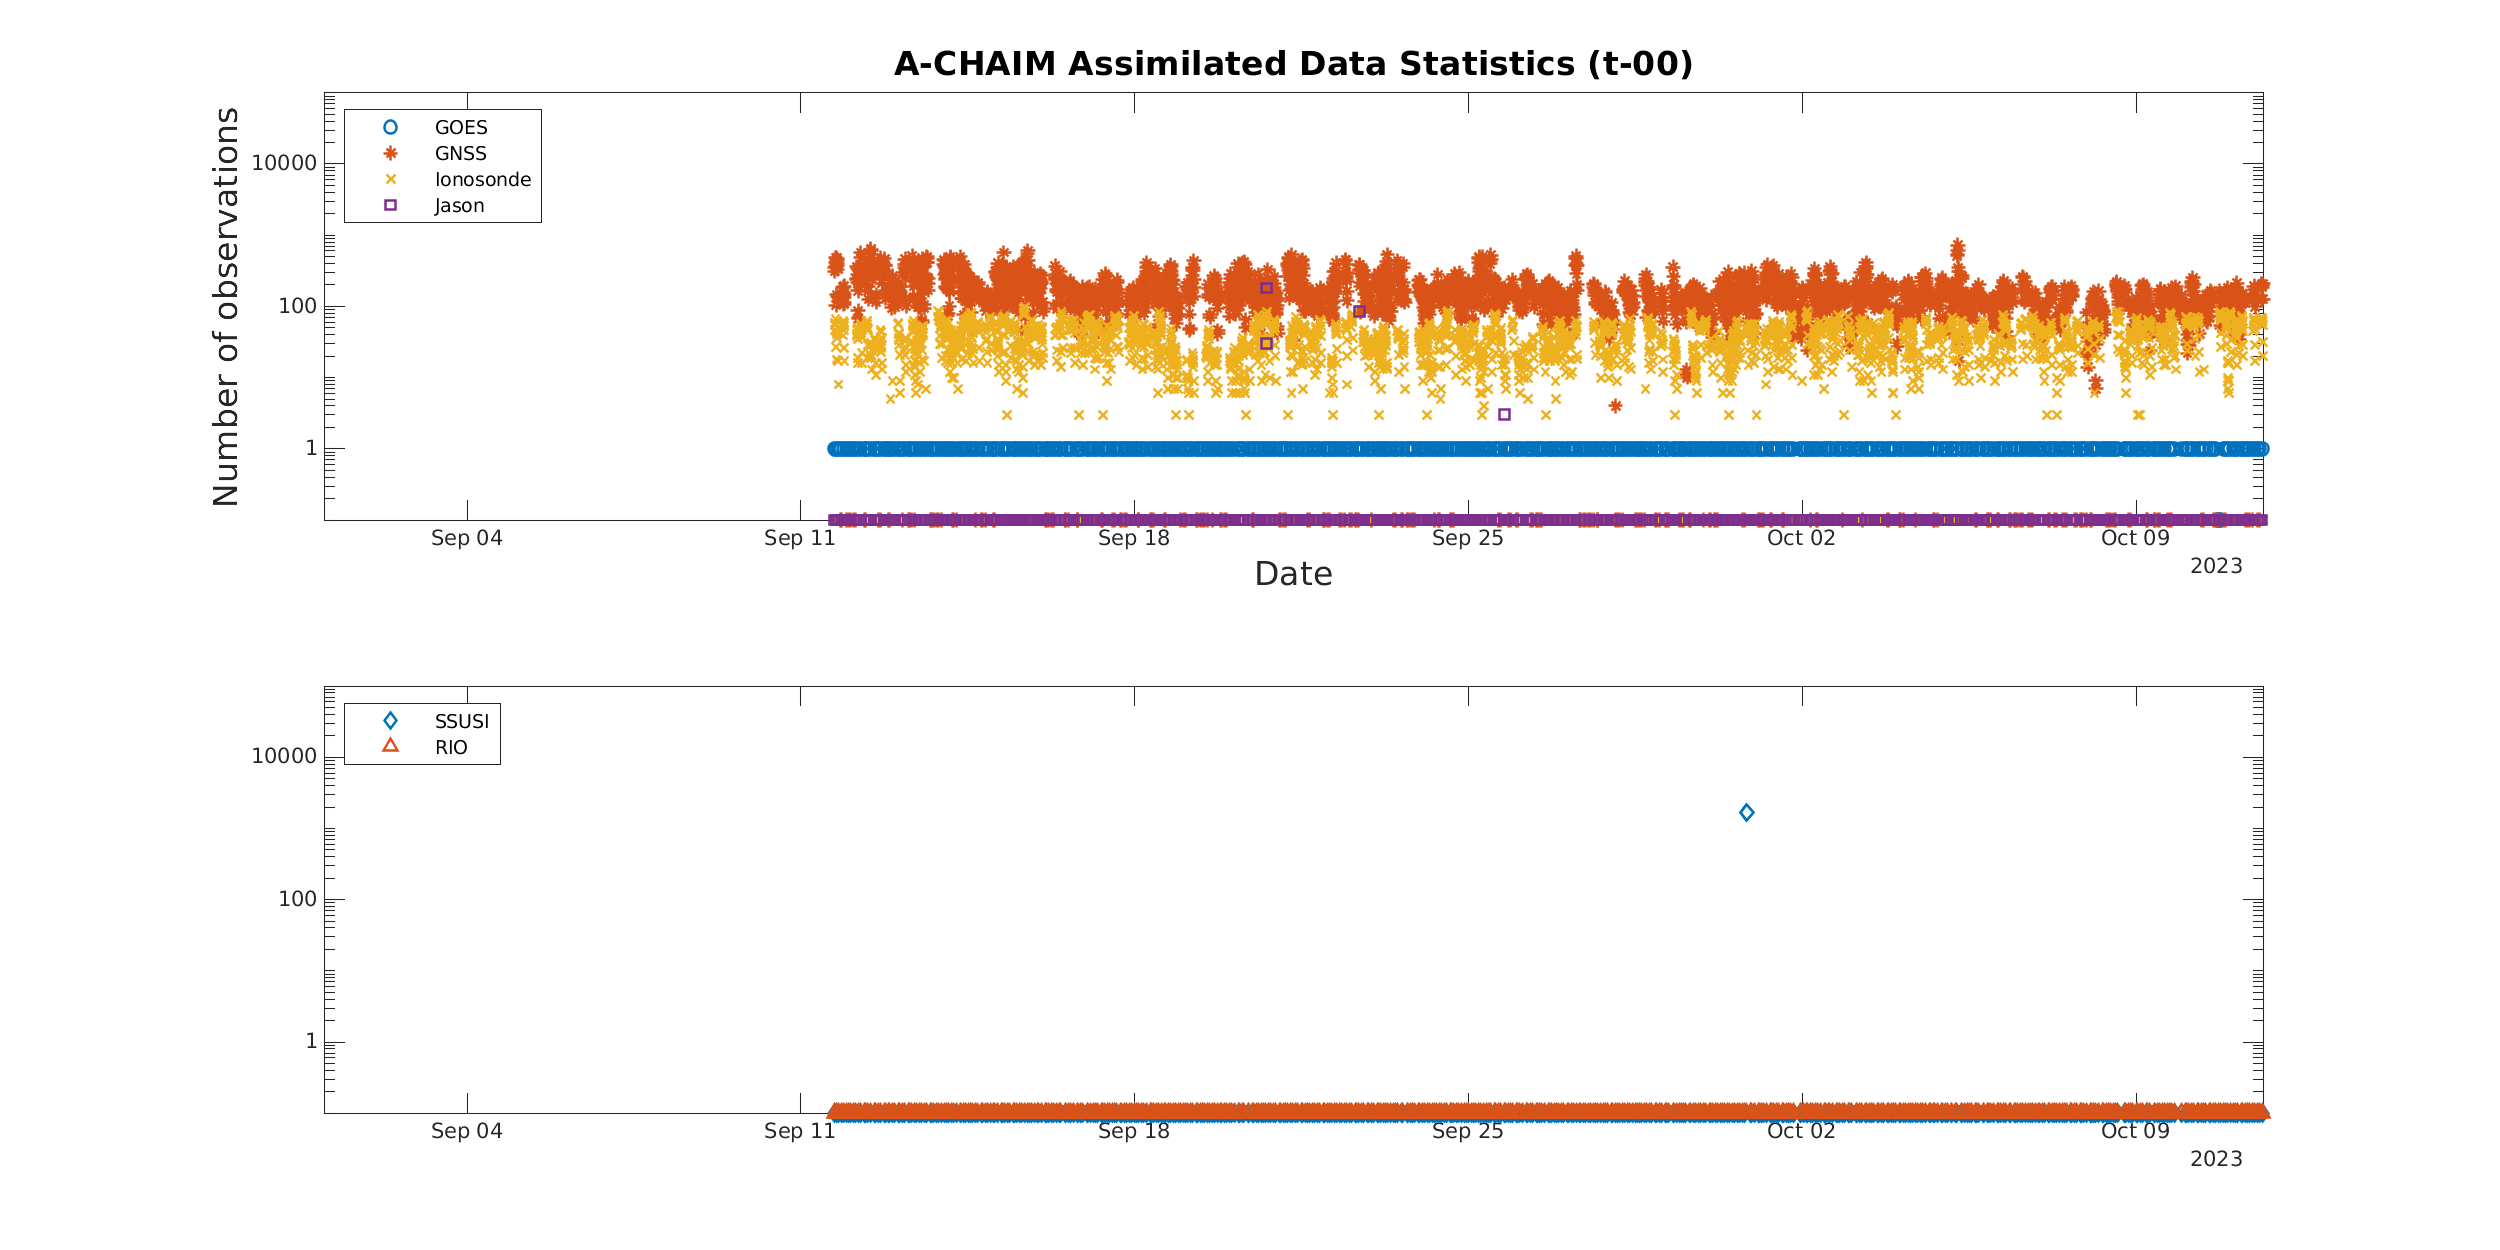 A-CHAIM Assimilated Data Statistics (t-00)
Number of observations
GOES
GNSS
Ionosonde
Jason
10000
100
1
Sep 04 Sep 11 Sep 18 Sep 25 Oct 02 Oct 09
2023
Date
SSUSI
RIO
10000
100
1
Sep 04 Sep 11 Sep 18 Sep 25 Oct 02 Oct 09
2023